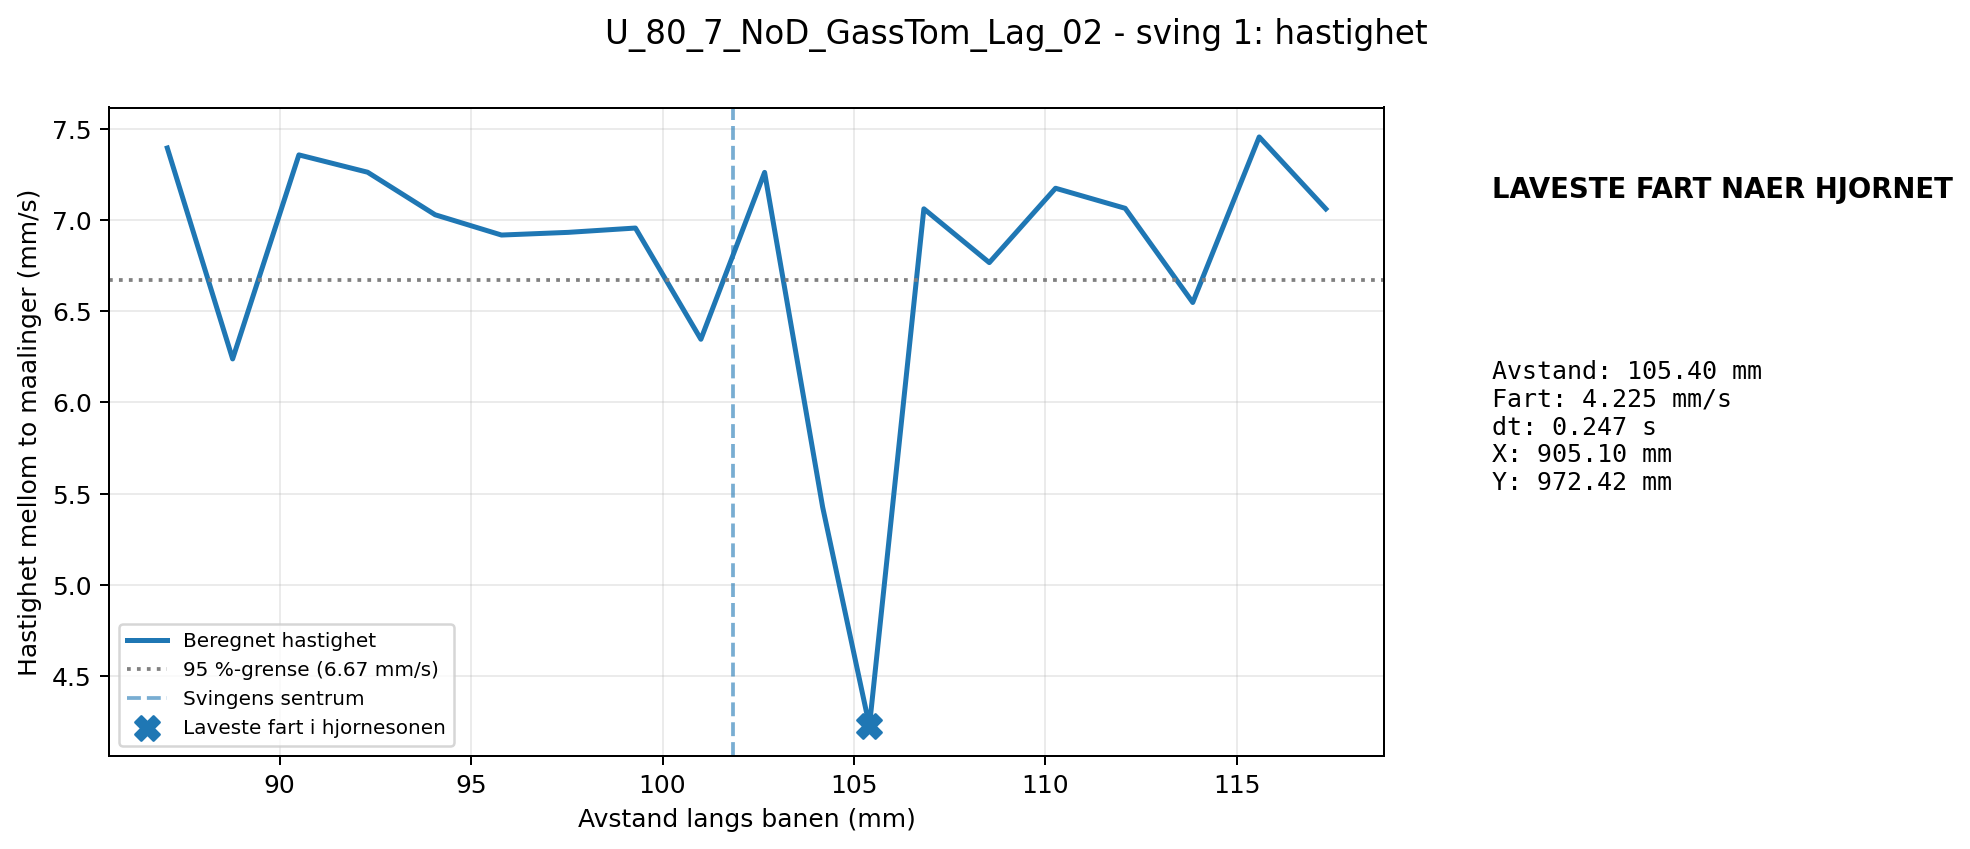 U_80_7_NoD_GassTom_Lag_02 - sving 1: hastighet
Hastighet mellom to maalinger (mm/s)
7.5
7.0
6.5
6.0
5.5
5.0
4.5
Beregnet hastighet
95 %-grense (6.67 mm/s)
Svingens sentrum
Laveste fart i hjornesonen
90
95
100
105
110
115
Avstand langs banen (mm)
LAVESTE FART NAER HJORNET
Avstand: 105.40 mm
Fart: 4.225 mm/s
dt: 0.247 s
X: 905.10 mm
Y: 972.42 mm